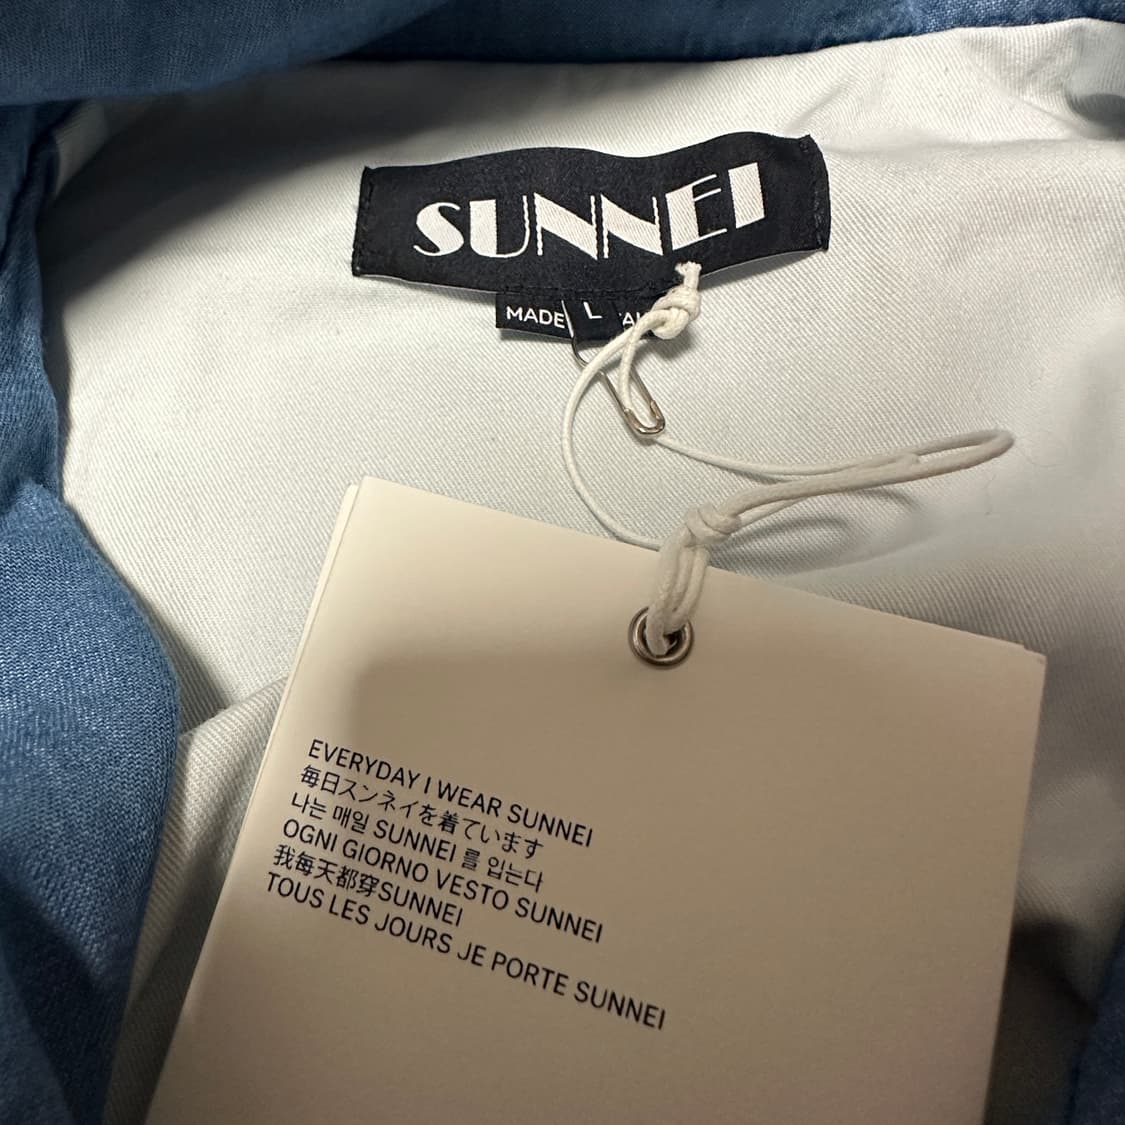 SUNNEI
MADE
L
EVERYDAY I WEAR SUNNEI
毎日スンネイを着ています
나는 매일 SUNNEI 를 입는다
OGNI GIORNO VESTO SUNNEI
我每天都穿SUNNEI
TOUS LES JOURS JE PORTE SUNNEI